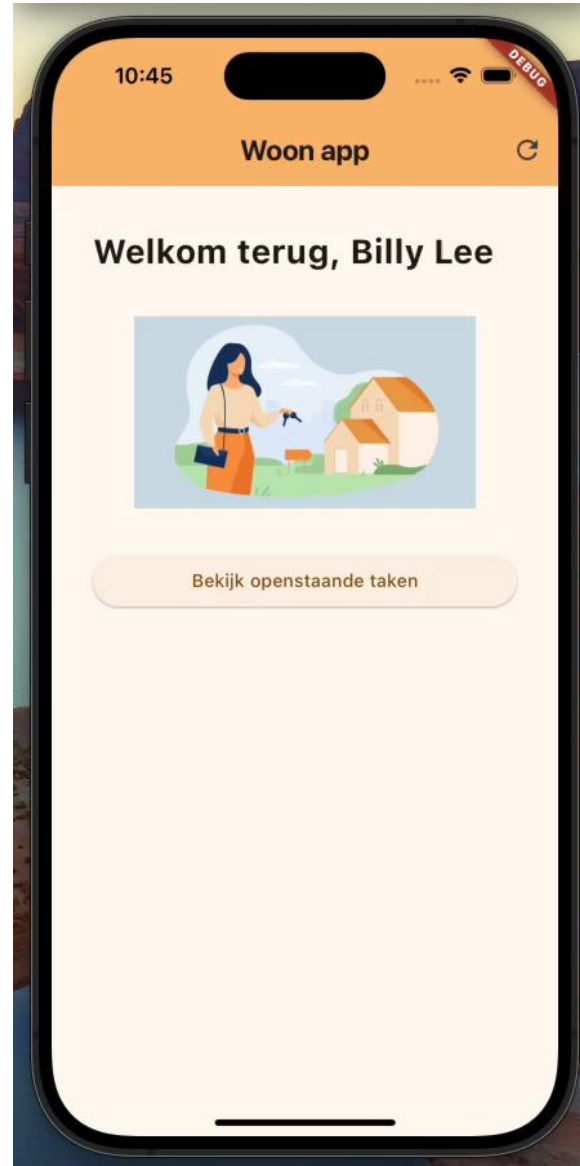 10:45
DEBUG
Woon app
Welkom terug, Billy Lee
Bekijk openstaande taken